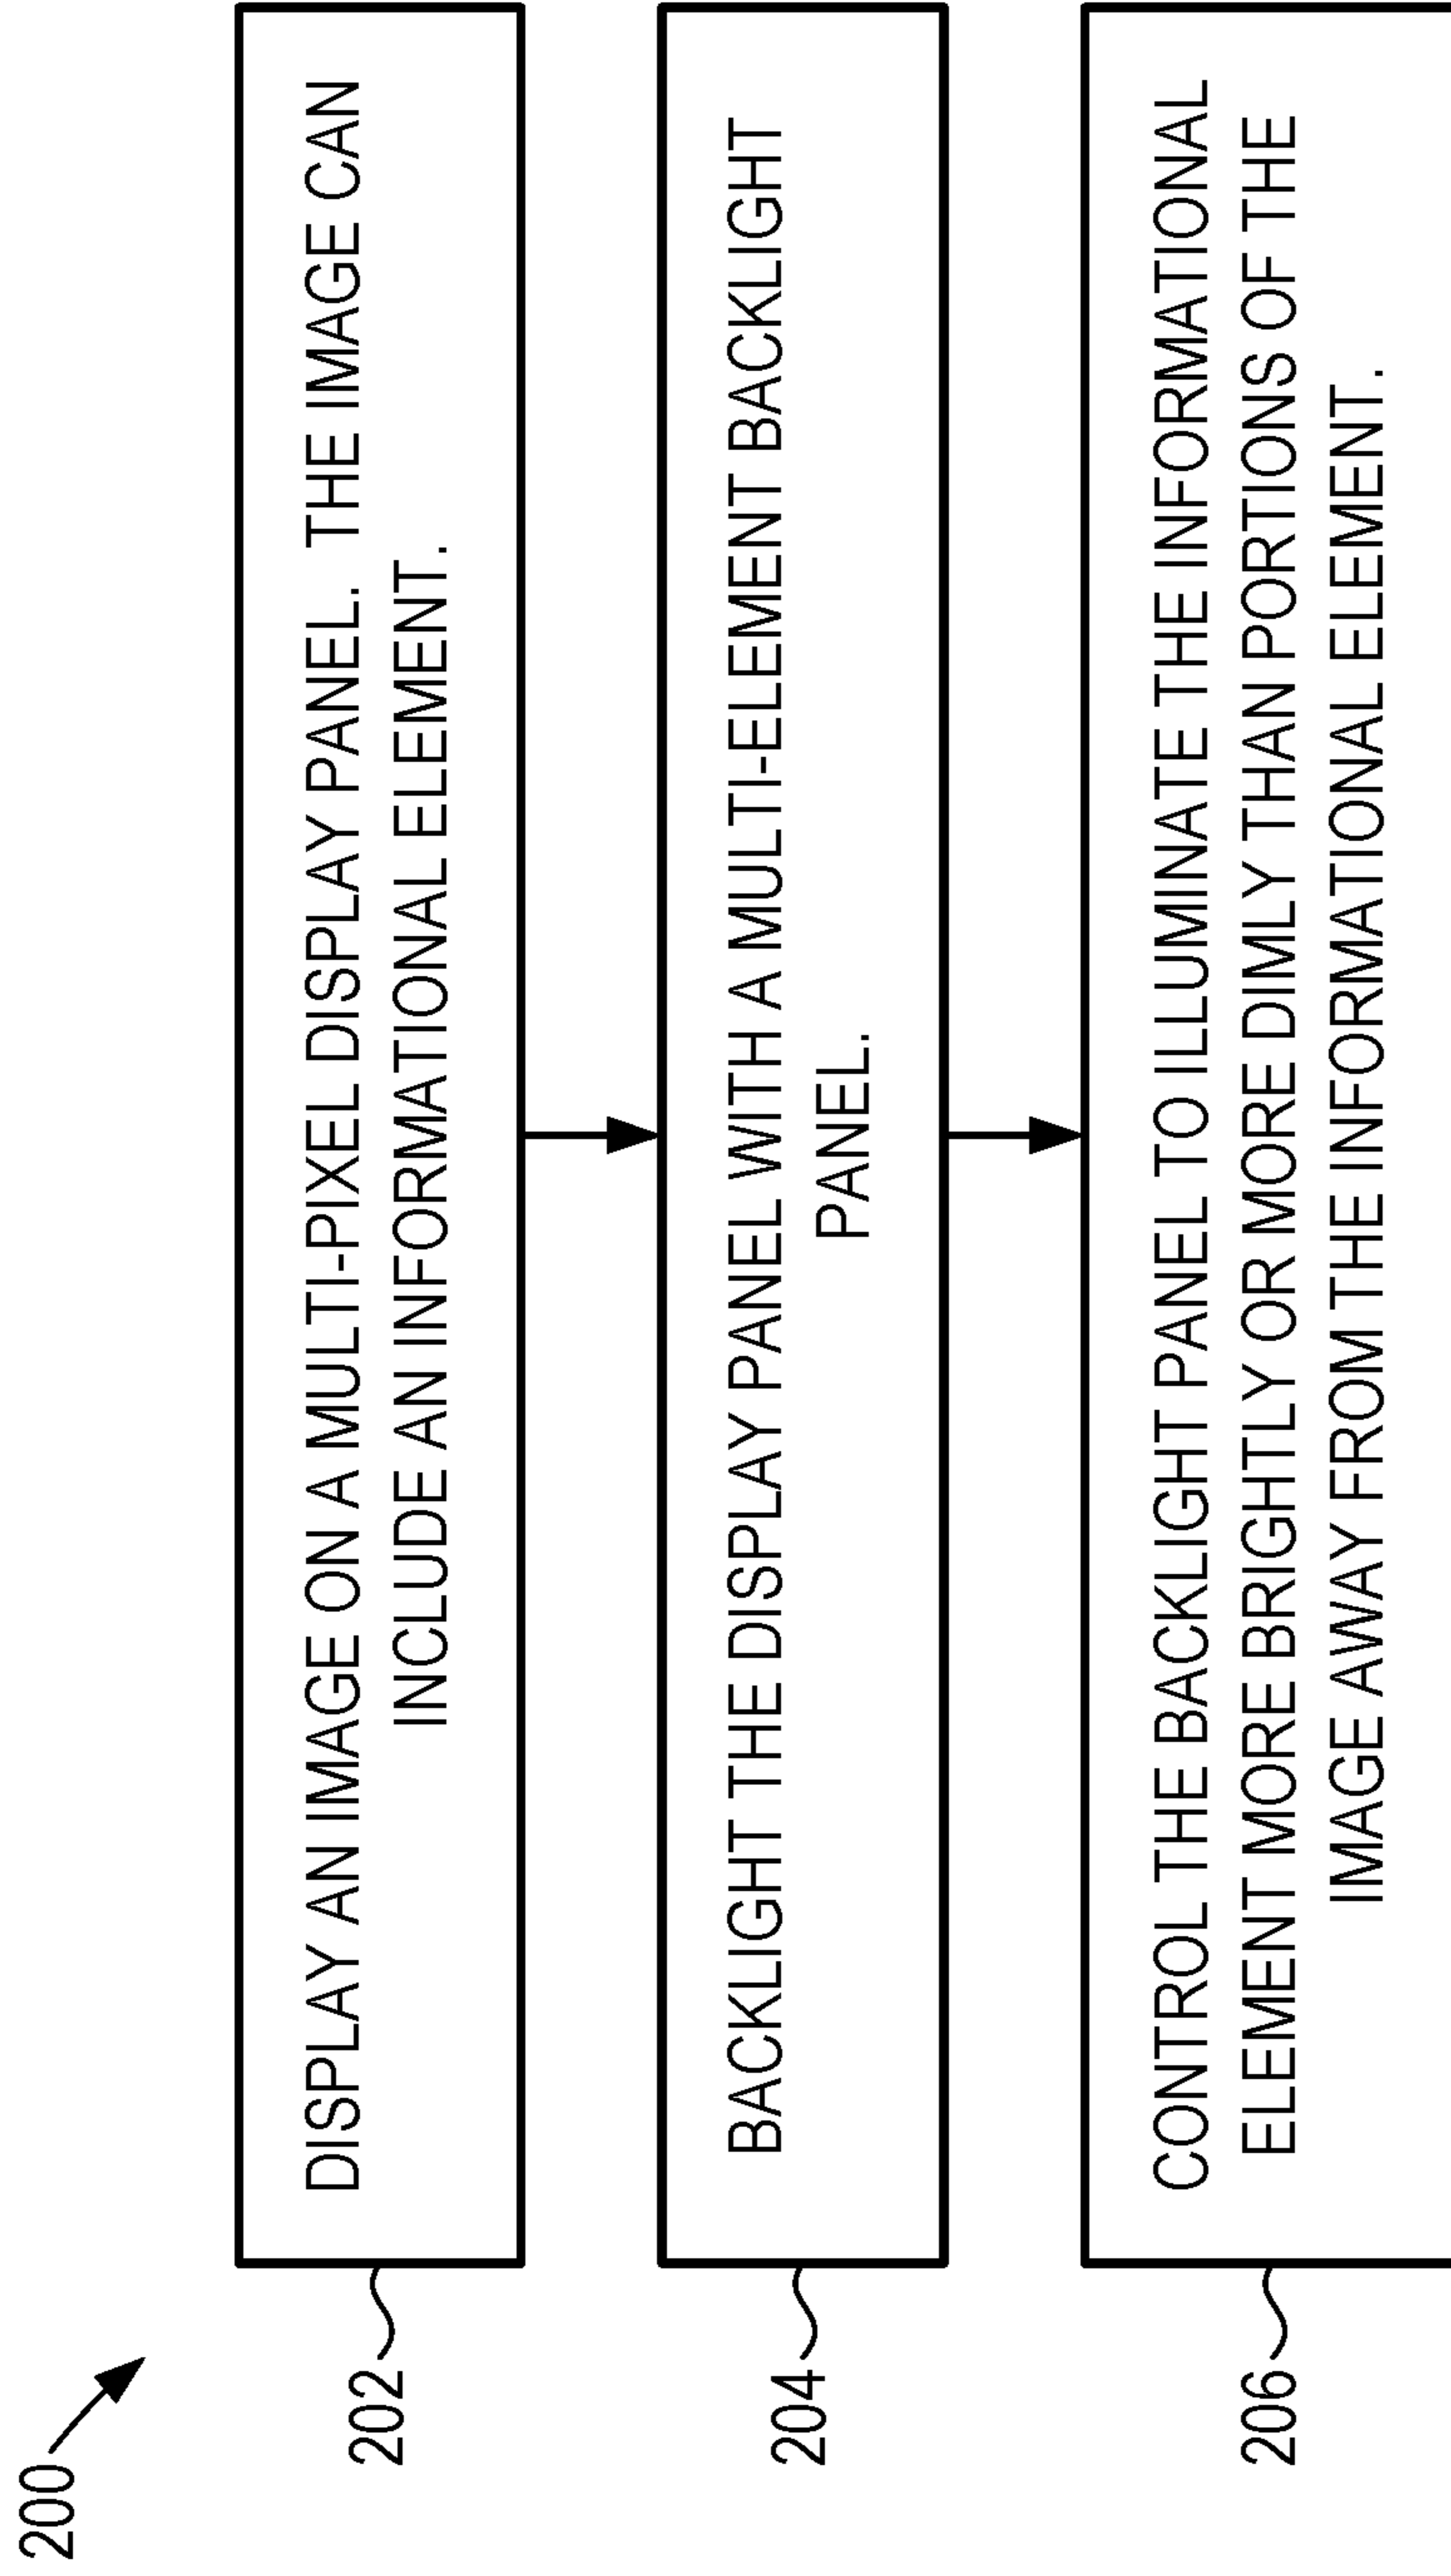 200
202
DISPLAY AN IMAGE ON A MULTI-PIXEL DISPLAY PANEL. THE IMAGE CAN
INCLUDE AN INFORMATIONAL ELEMENT.
204
BACKLIGHT THE DISPLAY PANEL WITH A MULTI-ELEMENT BACKLIGHT
PANEL.
206
CONTROL THE BACKLIGHT PANEL TO ILLUMINATE THE INFORMATIONAL
ELEMENT MORE BRIGHTLY OR MORE DIMLY THAN PORTIONS OF THE
IMAGE AWAY FROM THE INFORMATIONAL ELEMENT.